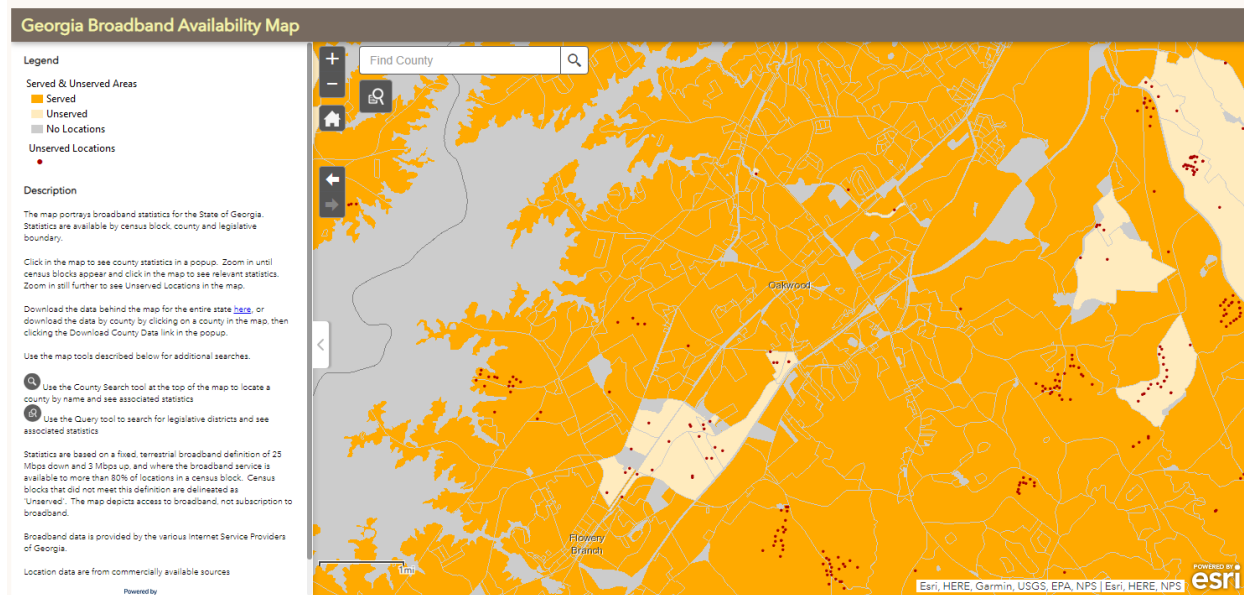 Georgia Broadband Availability Map
Legend
Served & Unserved Areas
Served
Unserved
No Locations
Unserved Locations
Description
The map portrays broadband statistics for the State of Georgia.
Statistics are available by census block, county and legislative
boundary.
Click in the map to see county statistics in a popup. Zoom in until
census blocks appear and click in the map to see relevant statistics.
Zoom in still further to see Unserved Locations in the map.
Download the data behind the map for the entire state here, or
download the data by county by clicking on a county in the map, then
clicking the Download County Data link in the popup.
Use the map tools described below for additional searches.
Use the County Search tool at the top of the map to locate a
county by name and see associated statistics
Use the Query tool to search for legislative districts and see
associated statistics
Statistics are based on a fixed, terrestrial broadband definition of 25
Mbps down and 3 Mbps up, and where the broadband service is
available to more than 80% of locations in a census block. Census
blocks that did not meet this definition are delineated as
'Unserved'. The map depicts access to broadband, not subscription to
broadband.
Broadband data is provided by the various Internet Service Providers
of Georgia.
Location data are from commercially available sources
Powered by
+
Find County
−
Oakwood
Flowery
Branch
1mi
Esri, HERE, Garmin, USGS, EPA, NPS | Esri, HERE, NPS
POWERED BY
esri